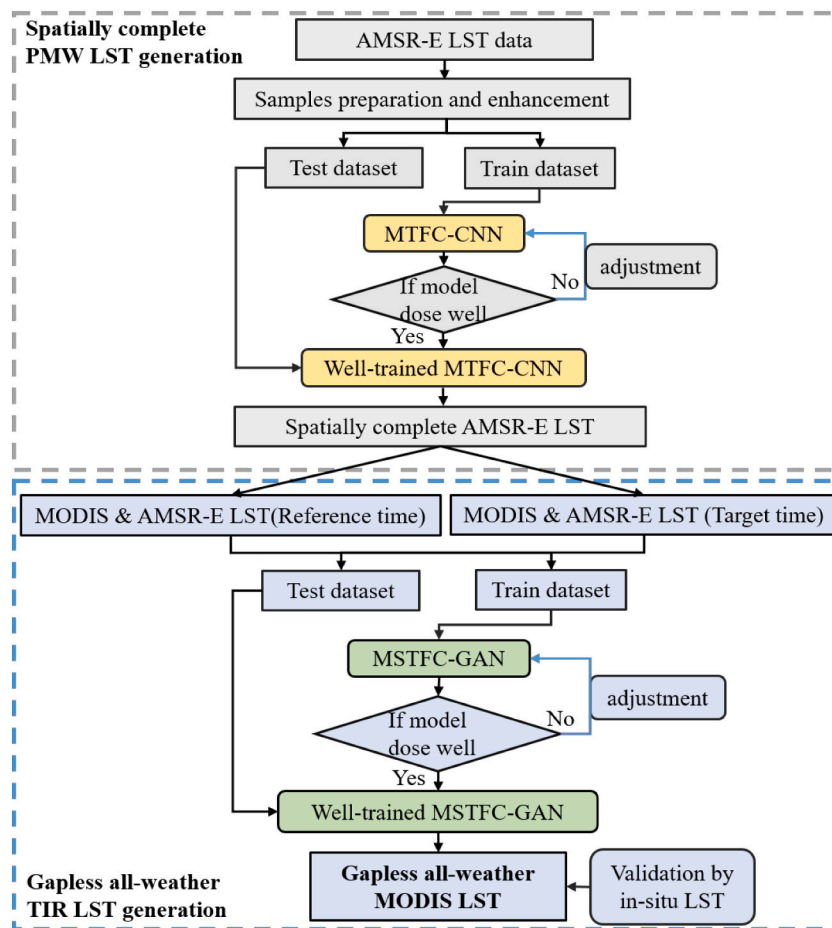 Spatially complete
PMW LST generation
AMSR-E LST data
Samples preparation and enhancement
Test dataset
Train dataset
MTFC-CNN
adjustment
If model
dose well
No
Yes
Well-trained MTFC-CNN
Spatially complete AMSR-E LST
MODIS & AMSR-E LST(Reference time)
MODIS & AMSR-E LST (Target time)
Test dataset
Train dataset
MSTFC-GAN
adjustment
If model
dose well
No
Yes
Well-trained MSTFC-GAN
Gapless all-weather
MODIS LST
Validation by
in-situ LST
Gapless all-weather
TIR LST generation